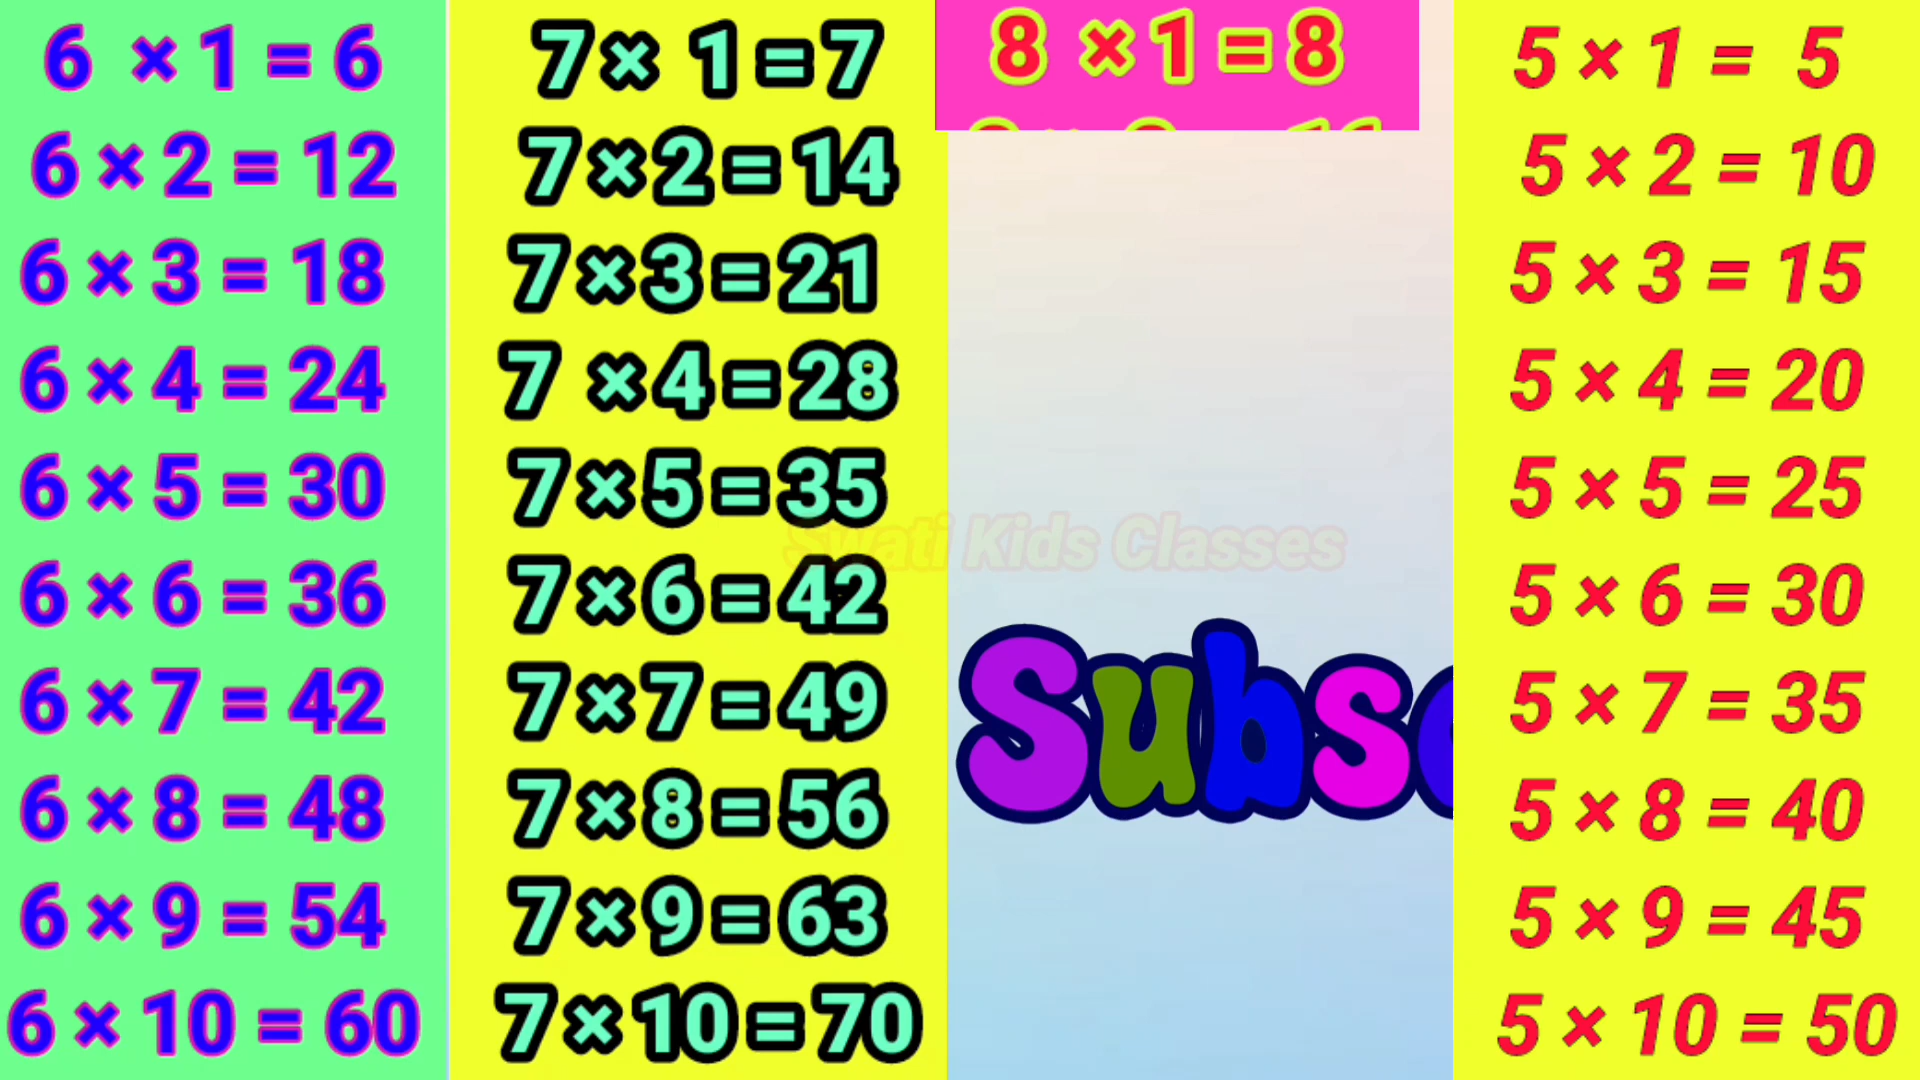 6 × 1 = 6
6 × 2 = 12
6 × 3 = 18
6 × 4 = 24
6 × 5 = 30
6 × 6 = 36
6 × 7 = 42
6 × 8 = 48
6 × 9 = 54
6 × 10 = 60
7 × 1 = 7
7 × 2 = 14
7 × 3 = 21
7 × 4 = 28
7 × 5 = 35
7 × 6 = 42
7 × 7 = 49
7 × 8 = 56
7 × 9 = 63
7 × 10 = 70
8 × 1 = 8
Swati Kids Classes
Subsc
5 × 1 = 5
5 × 2 = 10
5 × 3 = 15
5 × 4 = 20
5 × 5 = 25
5 × 6 = 30
5 × 7 = 35
5 × 8 = 40
5 × 9 = 45
5 × 10 = 50